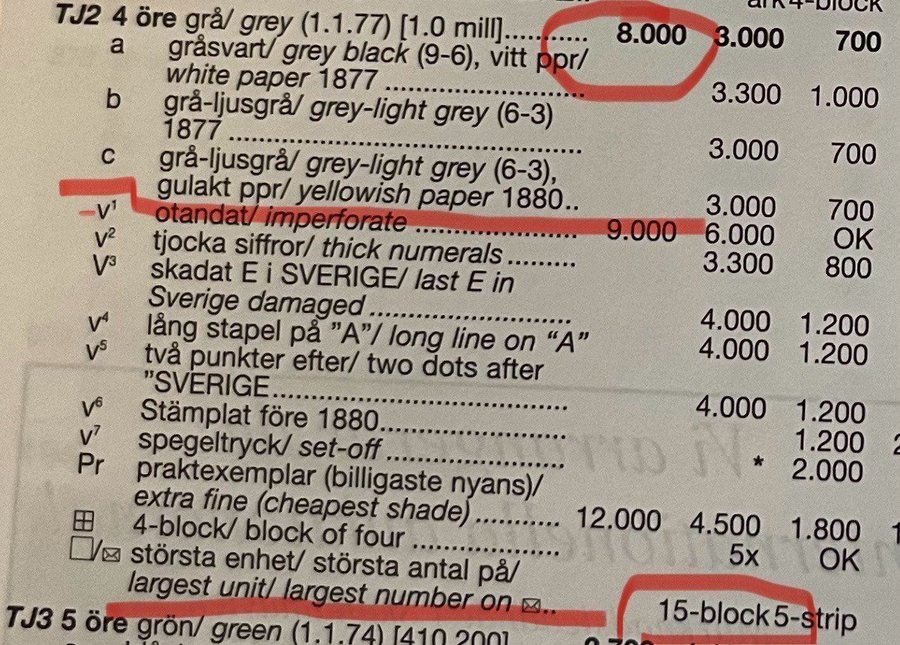 4-block
TJ2 4 öre grå/ grey (1.1.77) [1.0 mill]........... 8.000 3.000 700
a gråsvart/ grey black (9-6), vitt ppr/
white paper 1877 ............................ 3.300 1.000
b grå-ljusgrå/ grey-light grey (6-3)
1877 ................................................. 3.000 700
c grå-ljusgrå/ grey-light grey (6-3),
gulakt ppr/ yellowish paper 1880.. 3.000 700
v¹ otandat/ imperforate ....................... 9.000 6.000 OK
v² tjocka siffror/ thick numerals ......... 3.300 800
v³ skadat E i SVERIGE/ last E in
Sverige damaged ............................ 4.000 1.200
v⁴ lång stapel på ”A”/ long line on “A” 4.000 1.200
v⁵ två punkter efter/ two dots after
”SVERIGE......................................... 4.000 1.200
v⁶ Stämplat före 1880......................... 1.200
v⁷ spegeltryck/ set-off ........................ * 2.000
Pr praktexemplar (billigaste nyans)/
extra fine (cheapest shade) ........... 12.000 4.500 1.800
4-block/ block of four .................... 5x OK
största enhet/ största antal på/
largest unit/ largest number on ✉.. 15-block 5-strip
TJ3 5 öre grön/ green (1.1.74) [410.200]